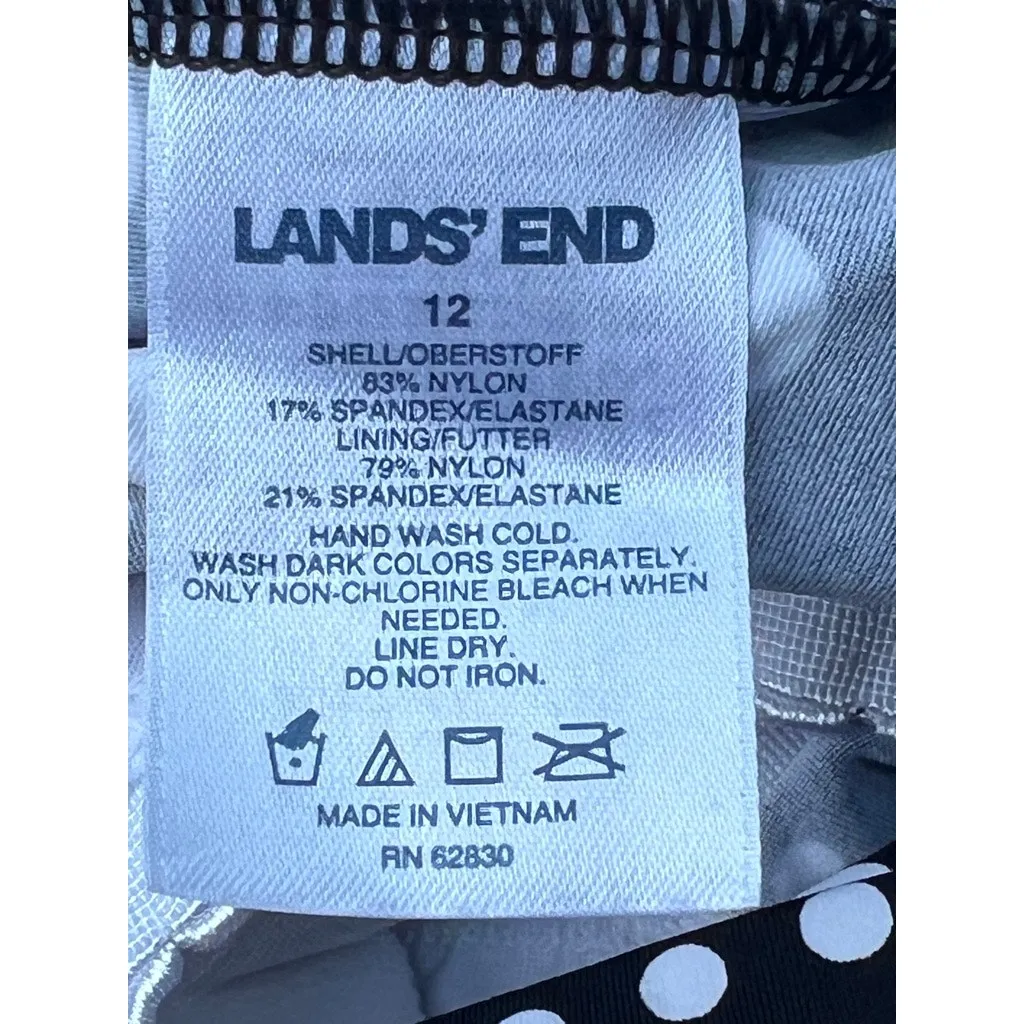 LANDS' END
12
SHELL/OBERSTOFF
83% NYLON
17% SPANDEX/ELASTANE
LINING/FUTTER
79% NYLON
21% SPANDEX/ELASTANE
HAND WASH COLD.
WASH DARK COLORS SEPARATELY.
ONLY NON-CHLORINE BLEACH WHEN
NEEDED.
LINE DRY.
DO NOT IRON.
MADE IN VIETNAM
RN 62830